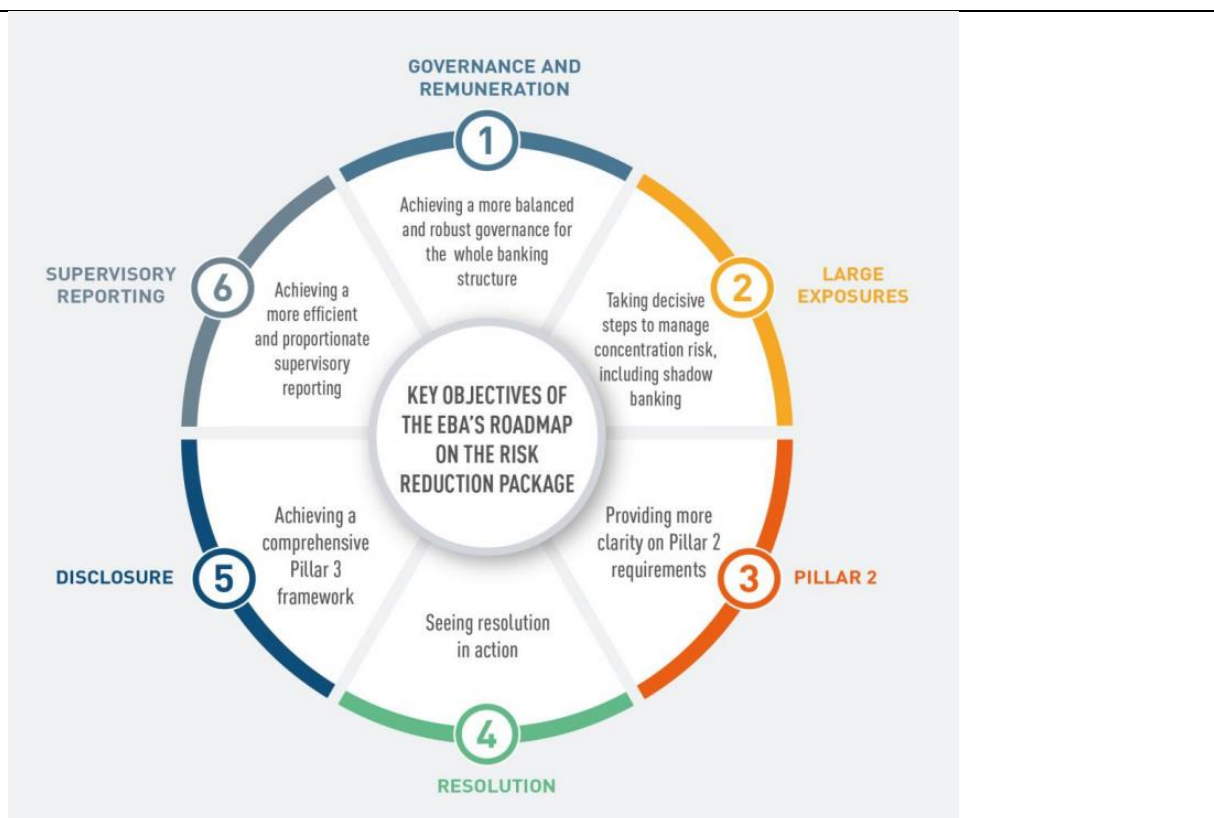 GOVERNANCE AND
REMUNERATION
1
Achieving a more balanced
and robust governance for
the whole banking
structure
LARGE
EXPOSURES
2
Taking decisive
steps to manage
concentration risk,
including shadow
banking
PILLAR 2
3
Providing more
clarity on Pillar 2
requirements
RESOLUTION
4
Seeing resolution
in action
DISCLOSURE
5
Achieving a
comprehensive
Pillar 3
framework
SUPERVISORY
REPORTING
6
Achieving a
more efficient
and proportionate
supervisory
reporting
KEY OBJECTIVES OF
THE EBA'S ROADMAP
ON THE RISK
REDUCTION PACKAGE